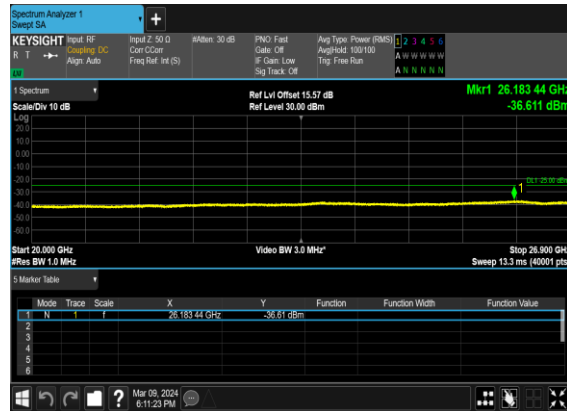 Spectrum Analyzer 1
Swept SA
+
KEYSIGHT Input: RF Input Z: 50 Ω #Atten: 30 dB PNO: Fast Avg Type: Power (RMS) 1 2 3 4 5 6
R T Coupling: DC Corr CCorr Gate: Off Avg|Hold: 100/100 A W W W W W
Align: Auto Freq Ref: Int (S) IF Gain: Low Trig: Free Run
Sig Track: Off A N N N N N
1 Spectrum Ref Lvl Offset 15.57 dB Mkr1 26.183 44 GHz
Scale/Div 10 dB Ref Level 30.00 dBm -36.611 dBm
Log
20.0
10.0
0.00
-10.0
-20.0
DL1 -25.00 dBm
-30.0
1
-40.0
-50.0
-60.0
Start 20.000 GHz Video BW 3.0 MHz* Stop 26.900 GHz
#Res BW 1.0 MHz Sweep 13.3 ms (40001 pts)
5 Marker Table
Mode Trace Scale X Y Function Function Width Function Value
1 N 1 f 26.183 44 GHz -36.61 dBm
2
3
4
5
6
? Mar 09, 2024
6:11:23 PM